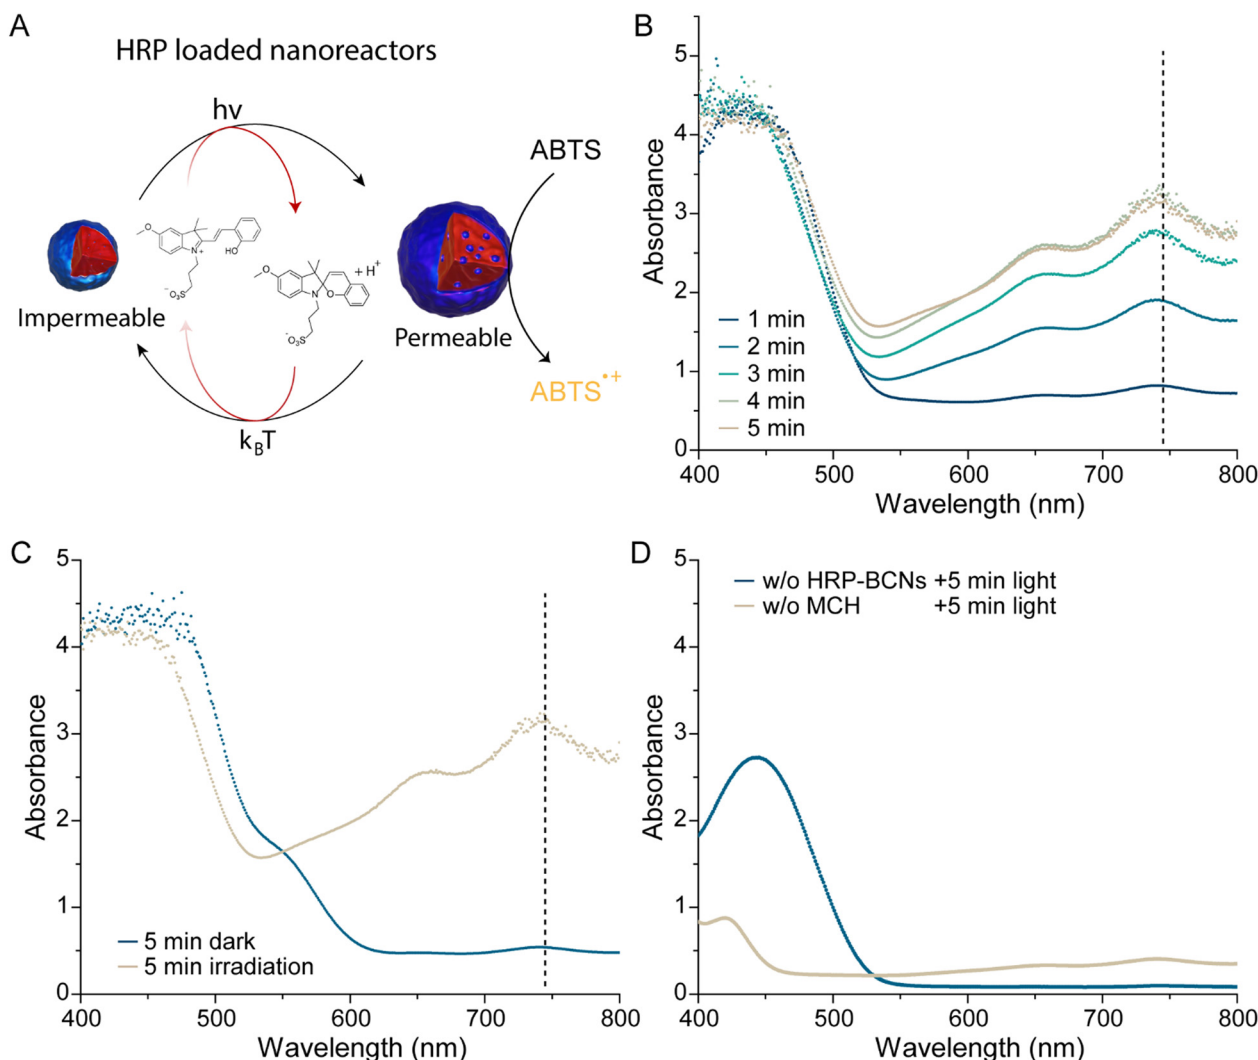 A
HRP loaded nanoreactors
hv
ABTS
O
N
+
HO
-
O₃S
O
N
O
+ H⁺
-
O₃S
Impermeable
Permeable
ABTS•+
k_BT
B
Absorbance
5
4
3
2
1
0
1 min
2 min
3 min
4 min
5 min
400 500 600 700 800
Wavelength (nm)
C
Absorbance
5
4
3
2
1
0
5 min dark
5 min irradiation
400 500 600 700 800
Wavelength (nm)
D
Absorbance
5
4
3
2
1
0
w/o HRP-BCNs +5 min light
w/o MCH +5 min light
400 500 600 700 800
Wavelength (nm)